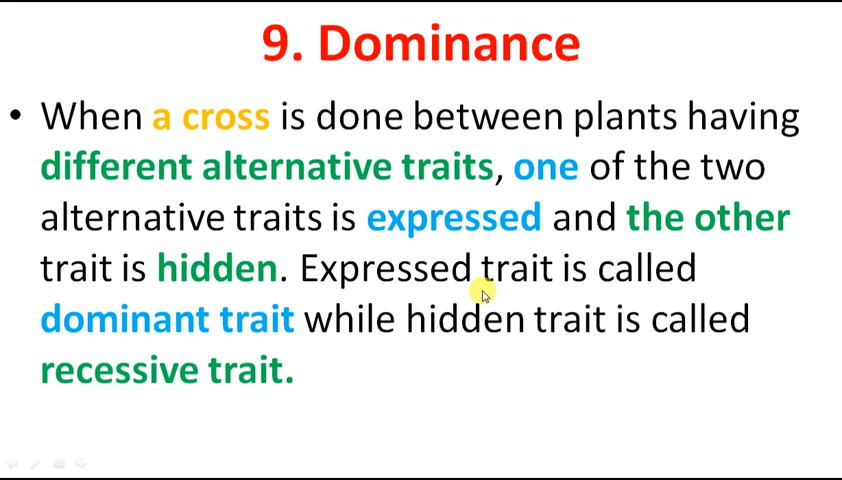 9. Dominance
• When a cross is done between plants having
different alternative traits, one of the two
alternative traits is expressed and the other
trait is hidden. Expressed trait is called
dominant trait while hidden trait is called
recessive trait.